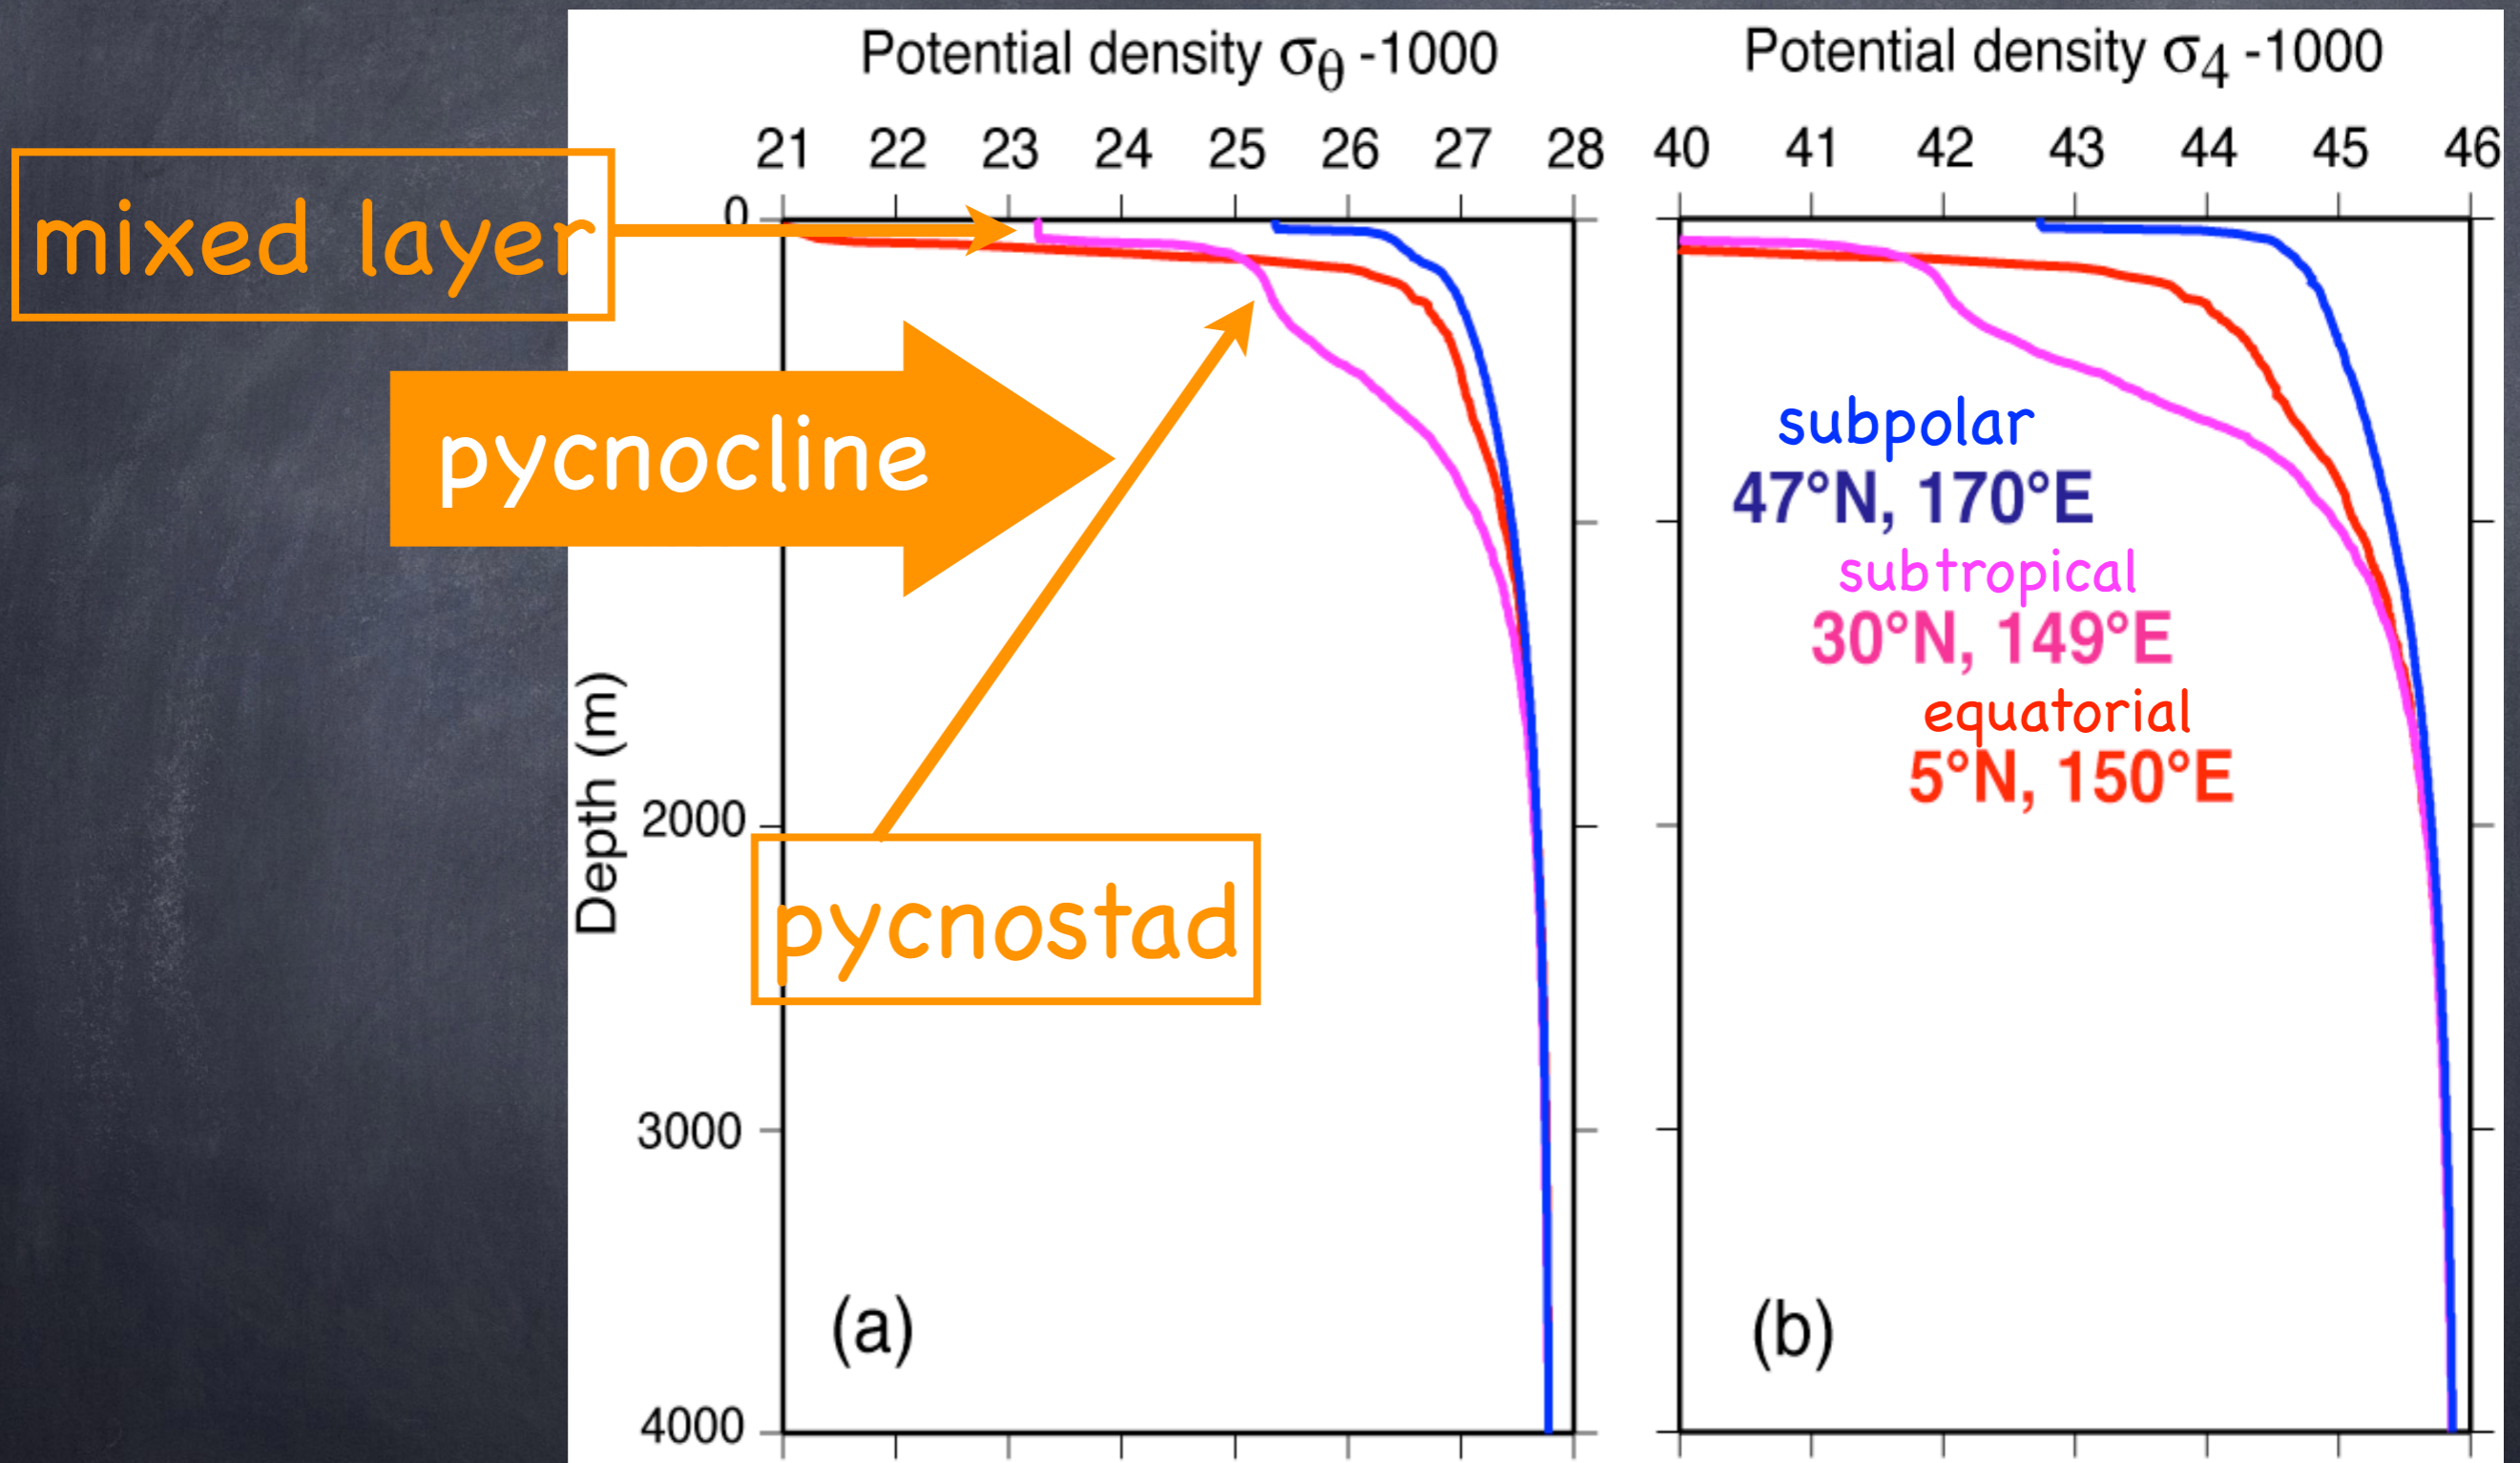 Potential density σθ -1000
21 22 23 24 25 26 27 28
0
2000
3000
4000
Depth (m)
(a)
mixed layer
pycnocline
pycnostad
Potential density σ4 -1000
40 41 42 43 44 45 46
subpolar
47°N, 170°E
subtropical
30°N, 149°E
equatorial
5°N, 150°E
(b)